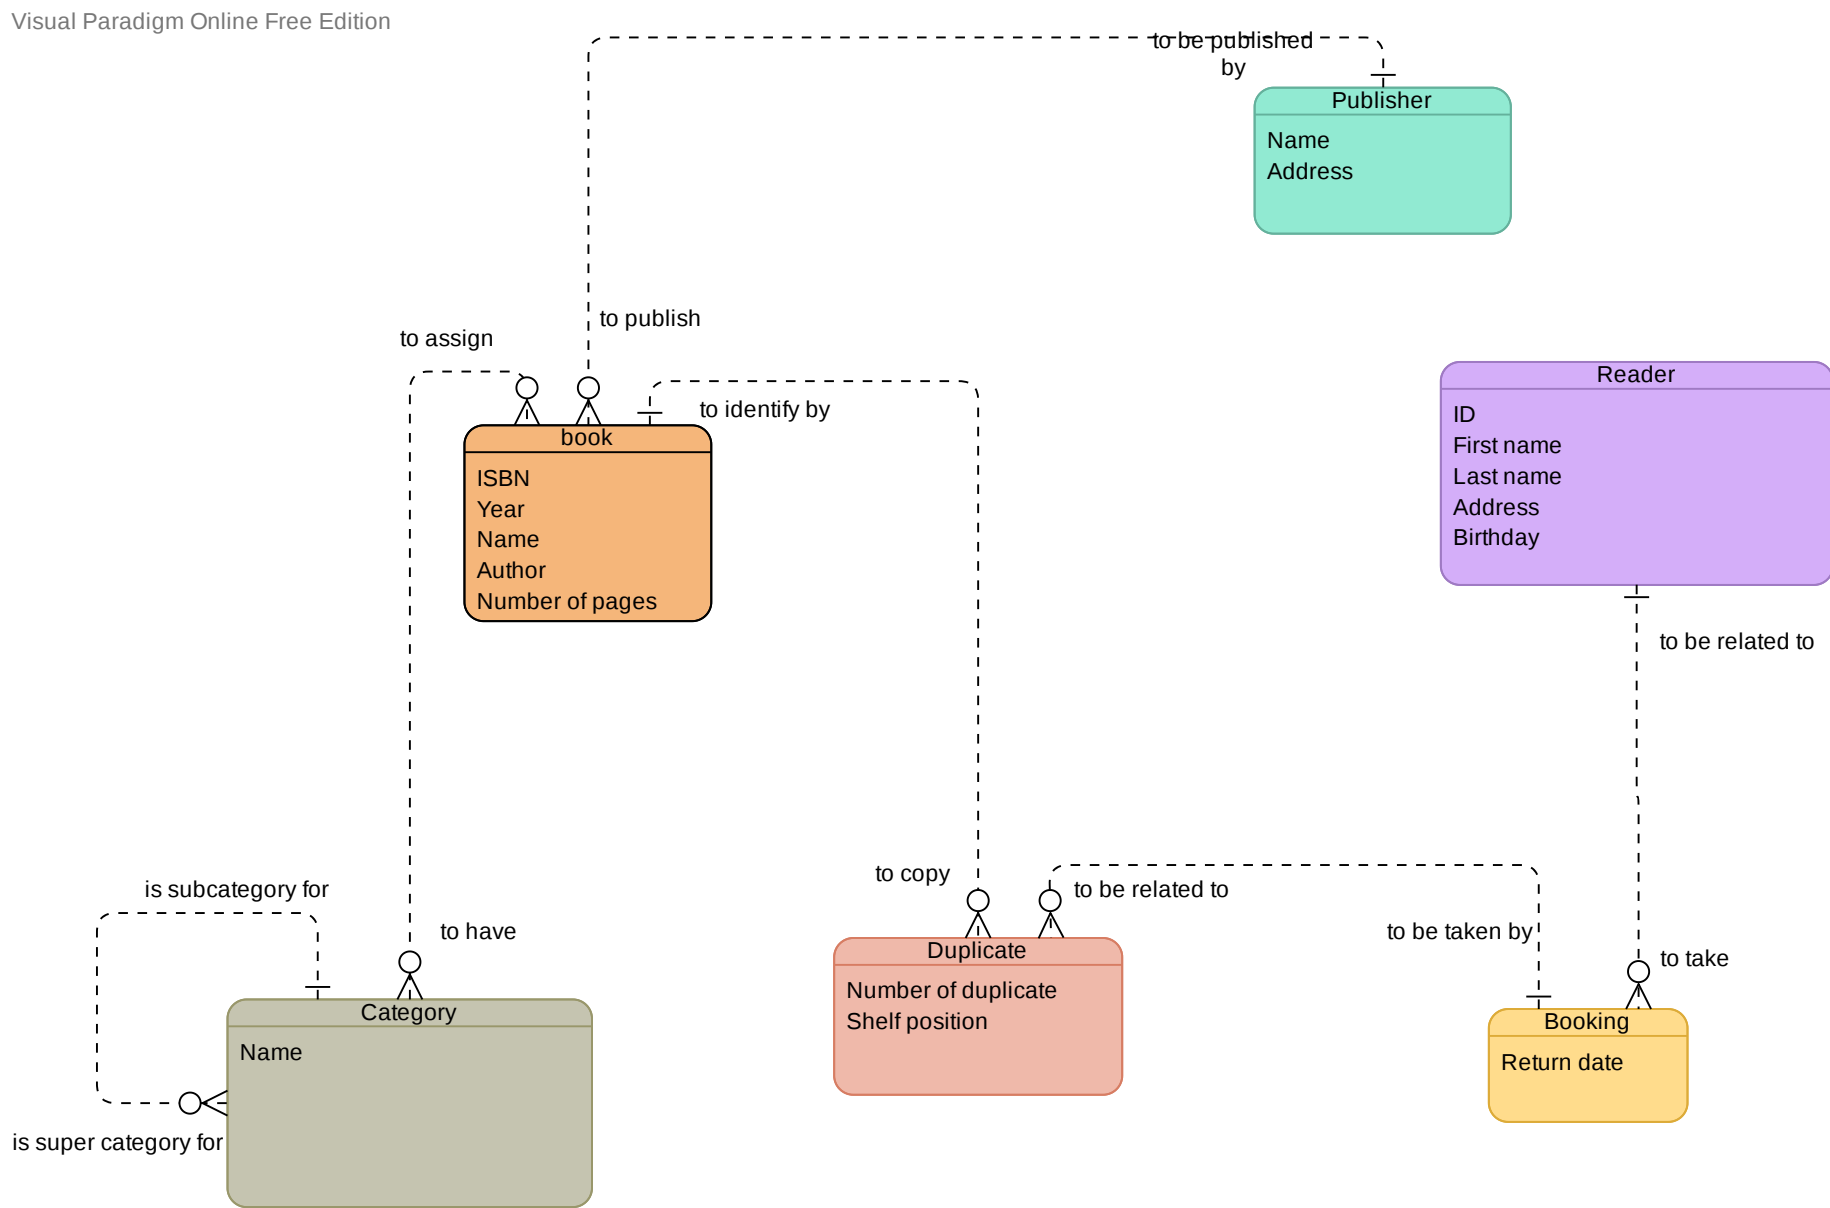 Visual Paradigm Online Free Edition
to be published
by
Publisher
Name
Address
to publish
to assign
to identify by
book
ISBN
Year
Name
Author
Number of pages
Reader
ID
First name
Last name
Address
Birthday
to be related to
is subcategory for
to have
to copy
to be related to
to be taken by
to take
Category
Name
is super category for
Duplicate
Number of duplicate
Shelf position
Booking
Return date